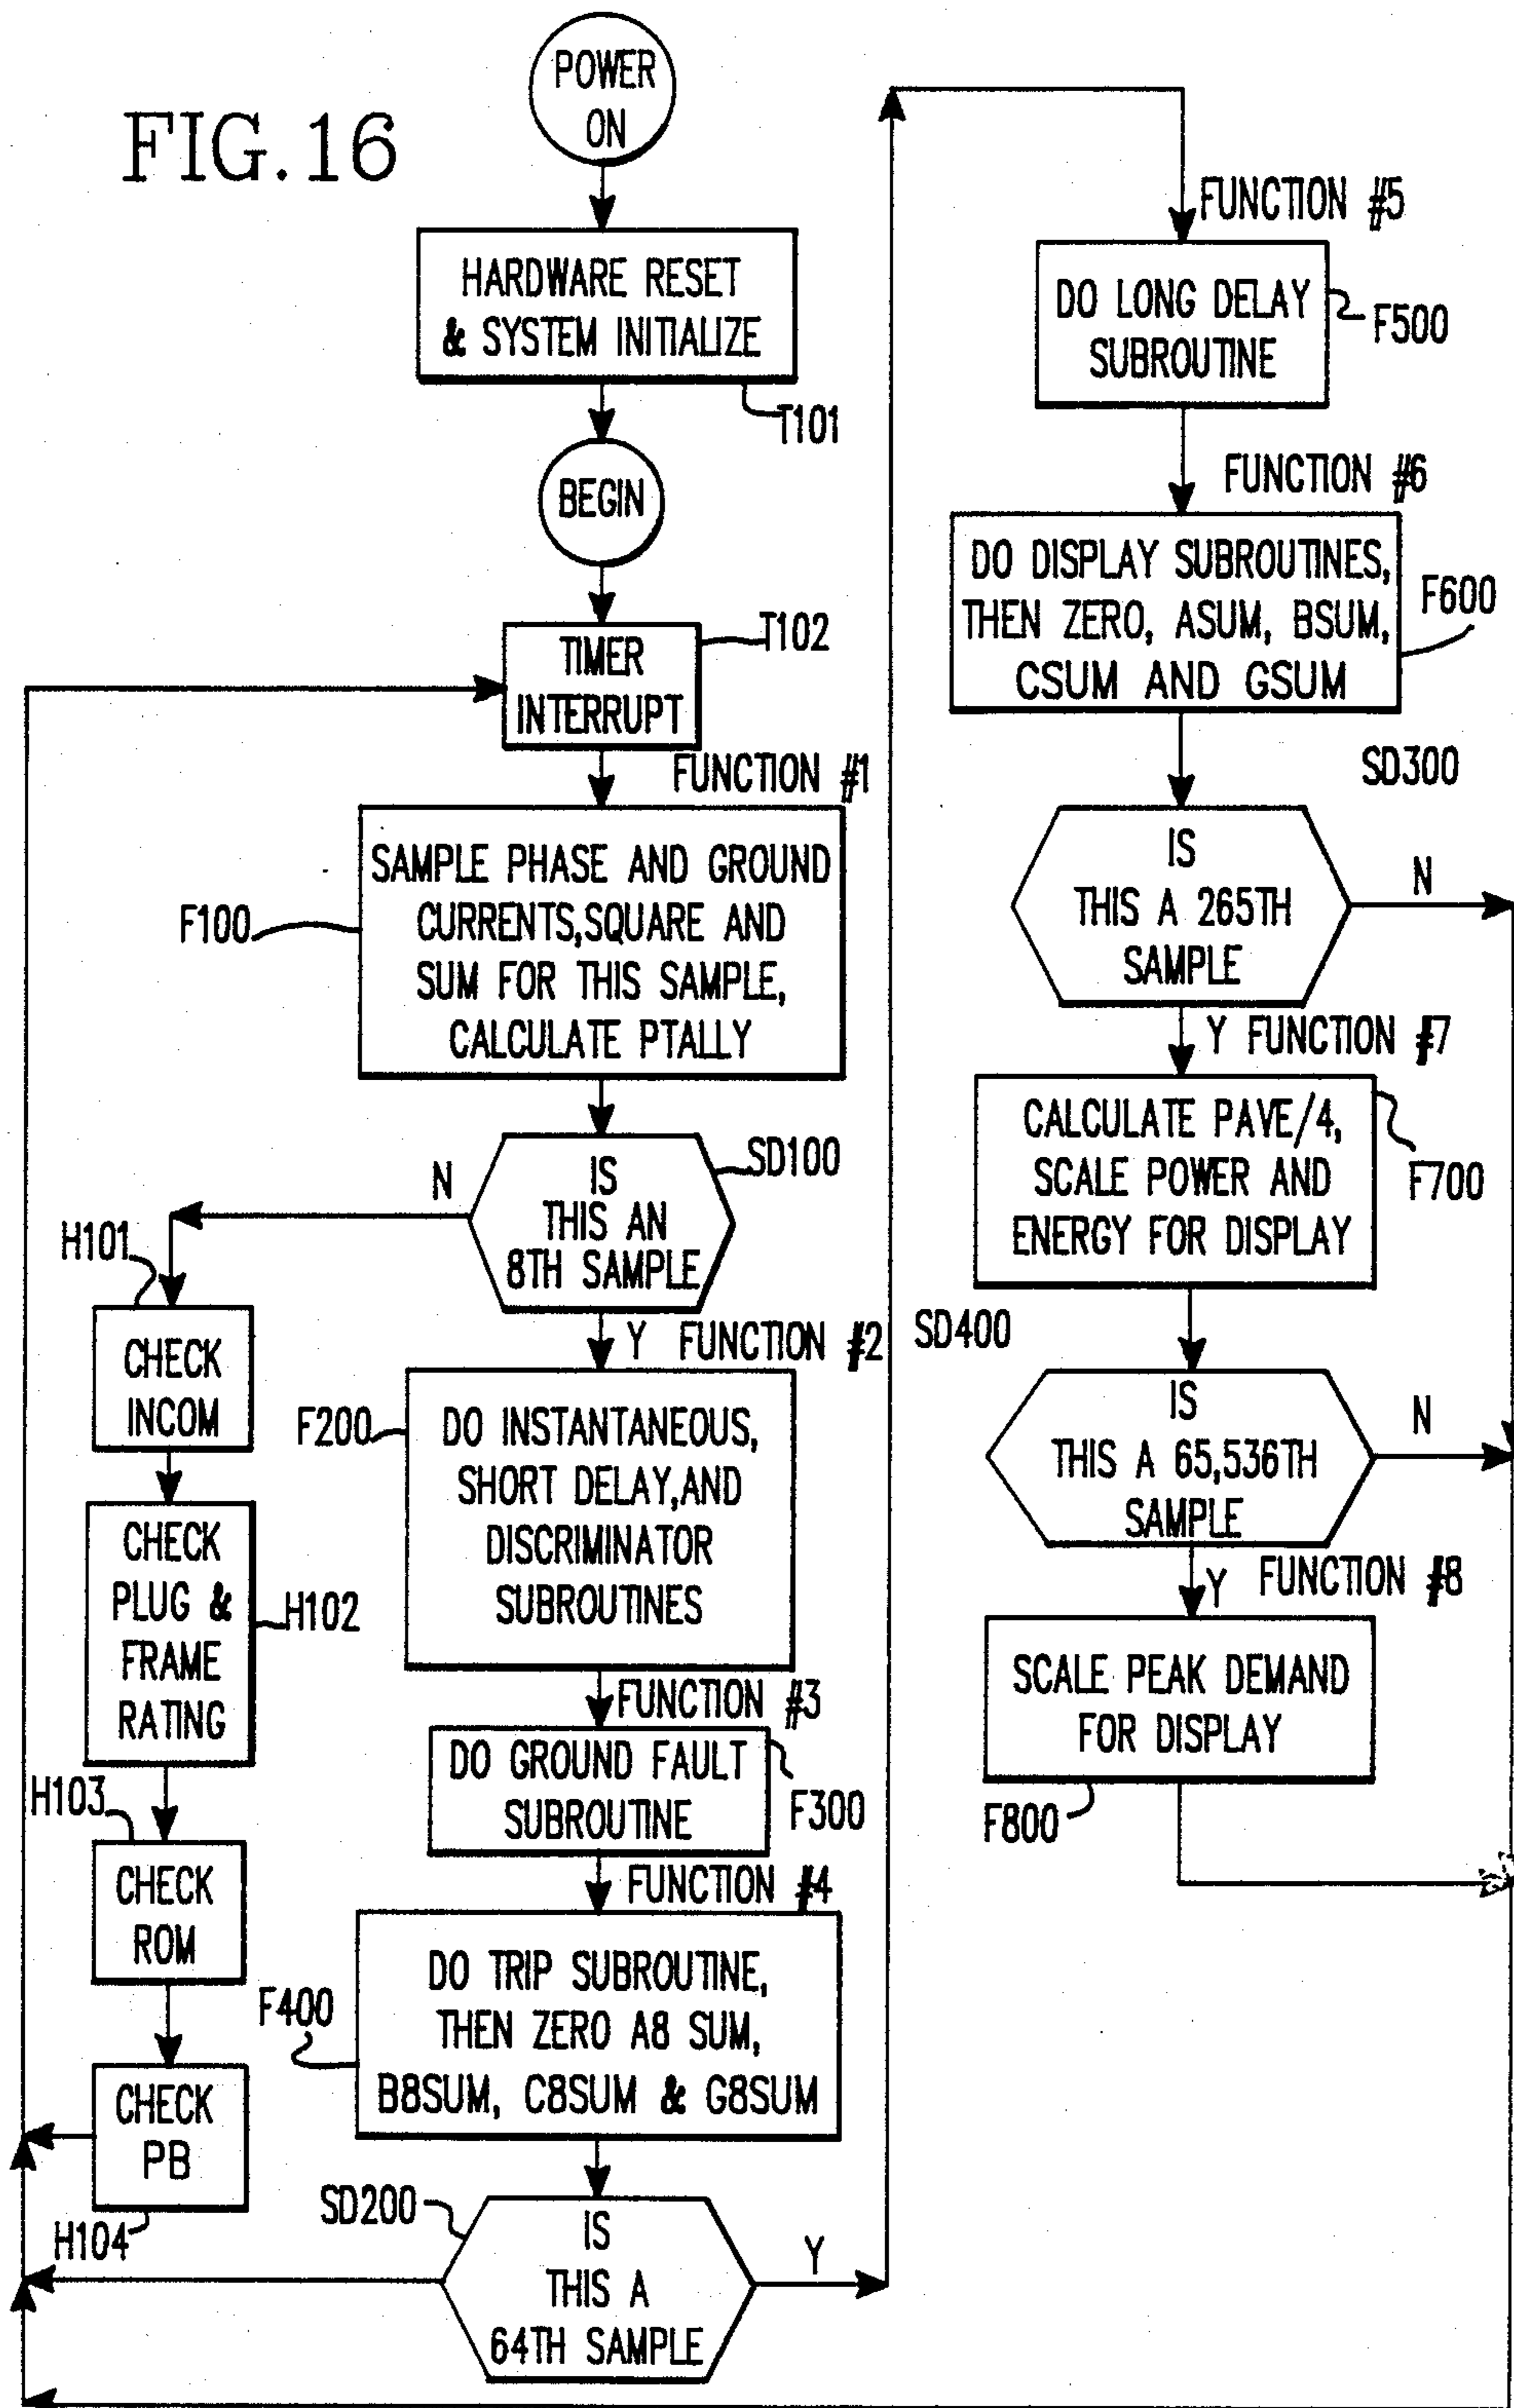 FIG.16
POWER
ON
HARDWARE RESET
& SYSTEM INITIALIZE
T101
BEGIN
TIMER
INTERRUPT
T102
FUNCTION #1
SAMPLE PHASE AND GROUND
CURRENTS,SQUARE AND
SUM FOR THIS SAMPLE,
CALCULATE PTALLY
F100
IS
THIS AN
8TH SAMPLE
SD100
N
H101
CHECK
INCOM
CHECK
PLUG &
FRAME
RATING
H102
H103
CHECK
ROM
CHECK
PB
H104
Y FUNCTION #2
F200
DO INSTANTANEOUS,
SHORT DELAY,AND
DISCRIMINATOR
SUBROUTINES
FUNCTION #3
DO GROUND FAULT
SUBROUTINE
F300
FUNCTION #4
DO TRIP SUBROUTINE,
THEN ZERO A8 SUM,
B8SUM, C8SUM & G8SUM
F400
SD200
IS
THIS A
64TH SAMPLE
Y
FUNCTION #5
DO LONG DELAY
SUBROUTINE
F500
FUNCTION #6
DO DISPLAY SUBROUTINES,
THEN ZERO, ASUM, BSUM,
CSUM AND GSUM
F600
SD300
IS
THIS A 265TH
SAMPLE
N
Y FUNCTION #7
CALCULATE PAVE/4,
SCALE POWER AND
ENERGY FOR DISPLAY
F700
SD400
IS
THIS A 65,536TH
SAMPLE
N
Y FUNCTION #8
SCALE PEAK DEMAND
FOR DISPLAY
F800